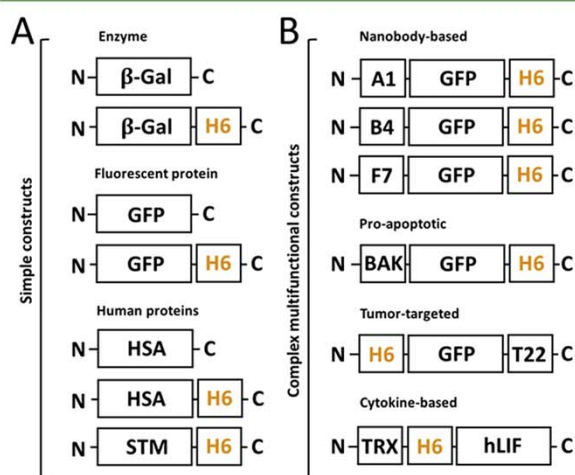 A
Simple constructs
Enzyme
N β-Gal C
N β-Gal H6 C
Fluorescent protein
N GFP C
N GFP H6 C
Human proteins
N HSA C
N HSA H6 C
N STM H6 C
B
Complex multifunctional constructs
Nanobody-based
N A1 GFP H6 C
N B4 GFP H6 C
N F7 GFP H6 C
Pro-apoptotic
N BAK GFP H6 C
Tumor-targeted
N H6 GFP T22 C
Cytokine-based
N TRX H6 hLIF C